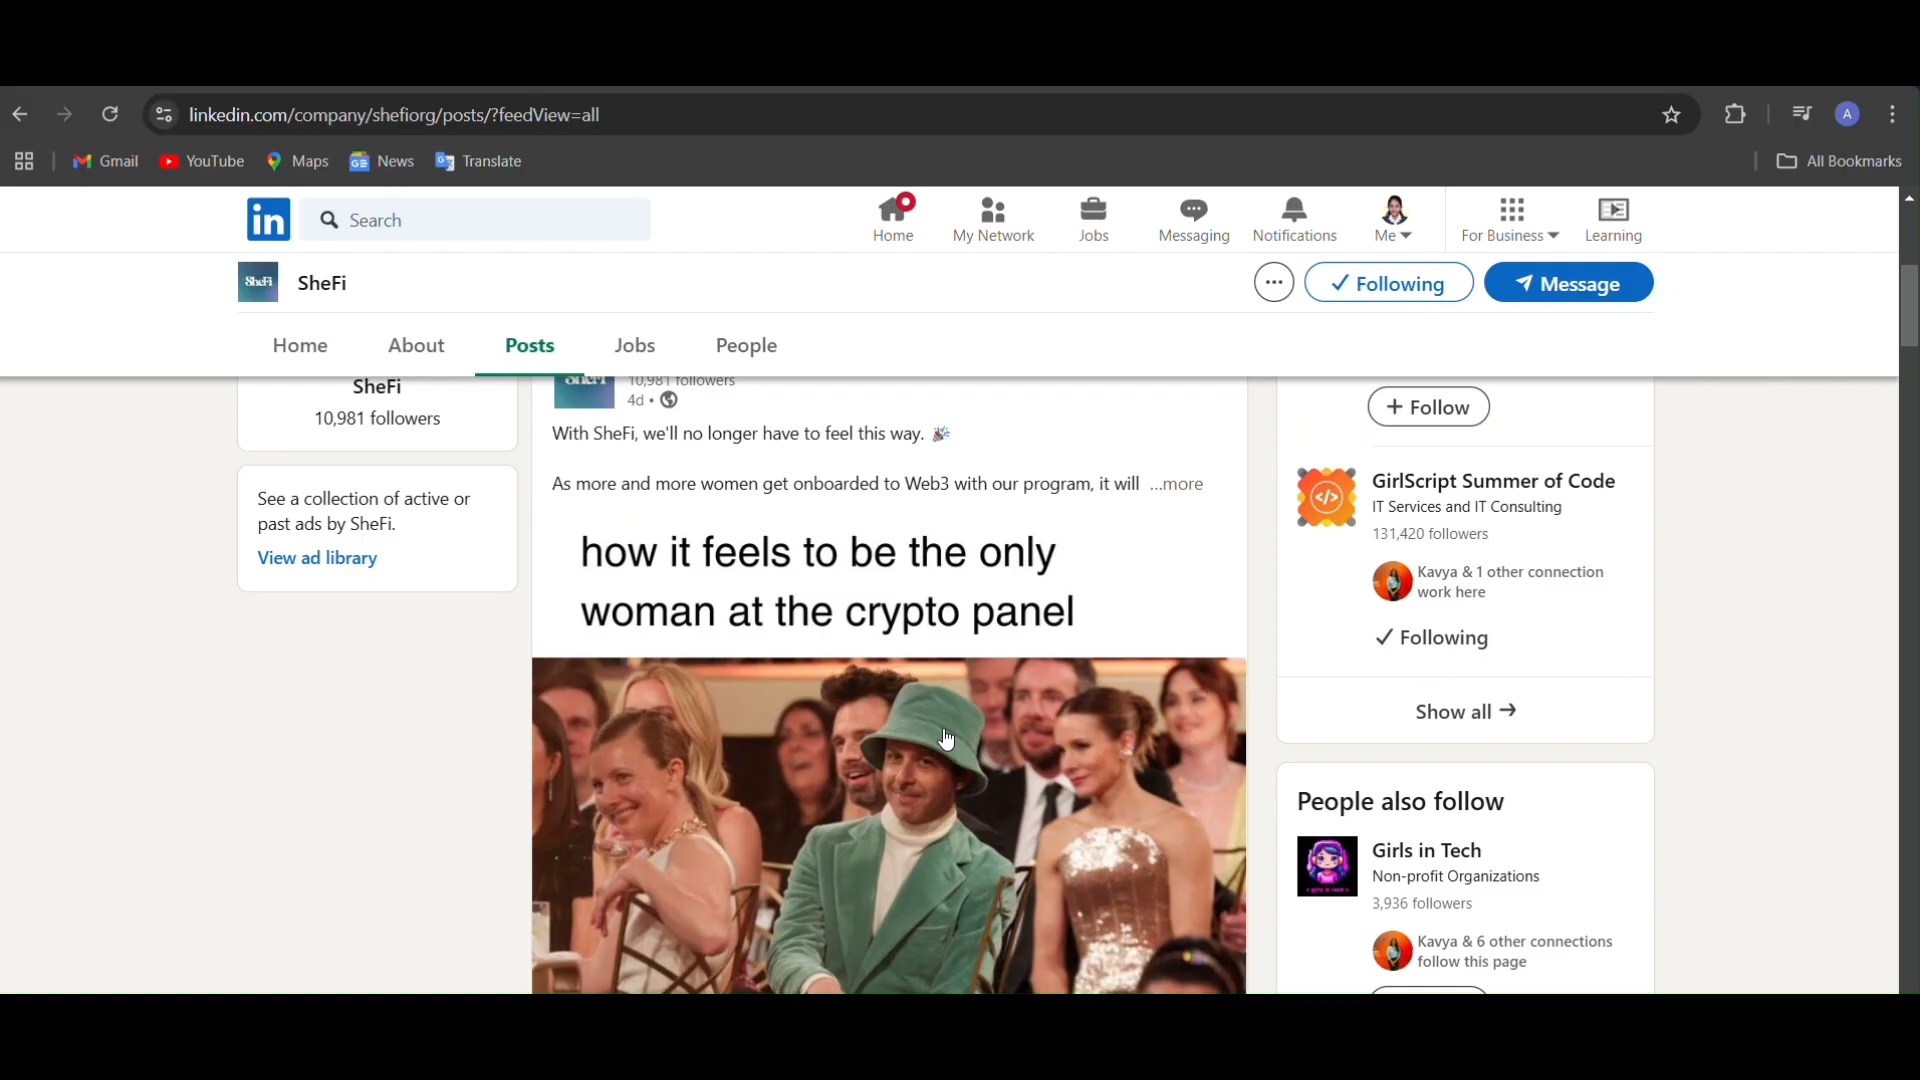 linkedin.com/company/shefiorg/posts/?feedView=all
A
Gmail
YouTube
Maps
News
Translate
All Bookmarks
in
Search
Home
My Network
Jobs
Messaging
Notifications
Me
For Business
Learning
SheFi
SheFi
Following
Message
Home
About
Posts
Jobs
People
SheFi
10,981 followers
See a collection of active or
past ads by SheFi.
View ad library
SheFi
10,981 followers
4d •
With SheFi, we'll no longer have to feel this way. 🎉
As more and more women get onboarded to Web3 with our program, it will ...more
how it feels to be the only
woman at the crypto panel
+ Follow
GirlScript Summer of Code
IT Services and IT Consulting
131,420 followers
Kavya & 1 other connection
work here
Following
Show all →
People also follow
Girls in Tech
Non-profit Organizations
3,936 followers
Kavya & 6 other connections
follow this page